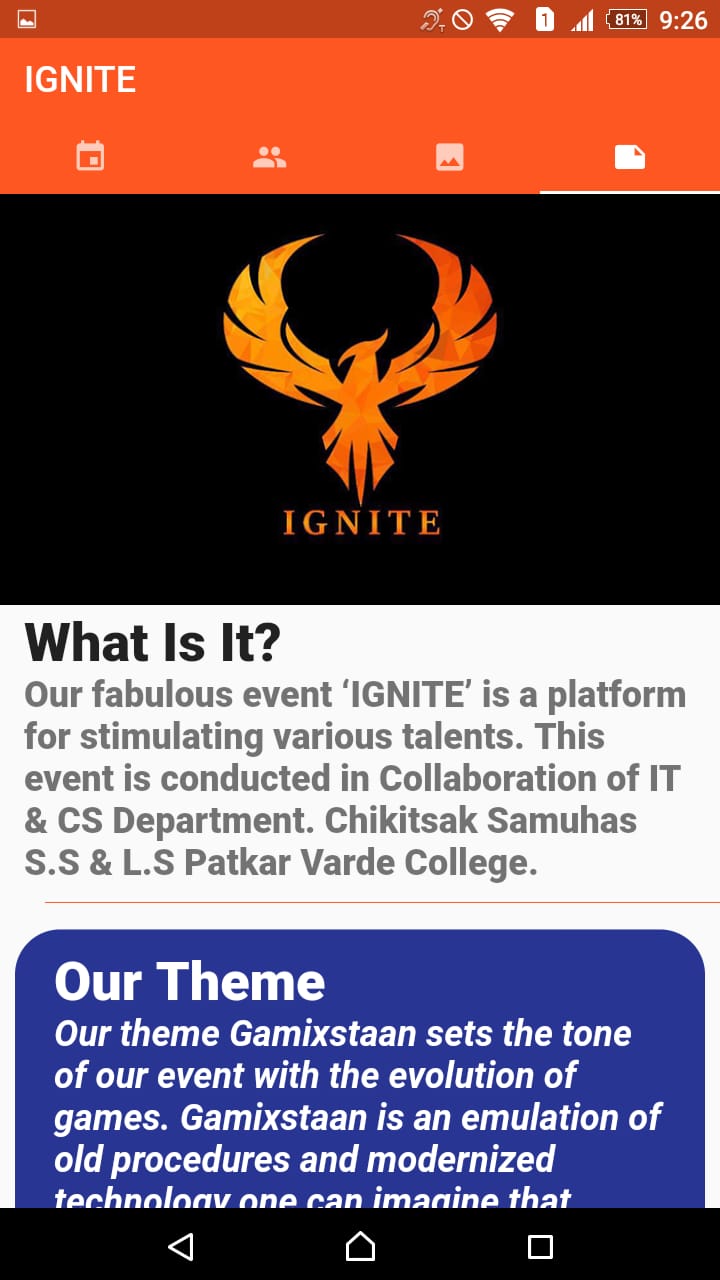 1 81% 9:26
IGNITE
IGNITE
What Is It?
Our fabulous event ‘IGNITE’ is a platform
for stimulating various talents. This
event is conducted in Collaboration of IT
& CS Department. Chikitsak Samuhas
S.S & L.S Patkar Varde College.
Our Theme
Our theme Gamixstaan sets the tone
of our event with the evolution of
games. Gamixstaan is an emulation of
old procedures and modernized
technology one can imagine that